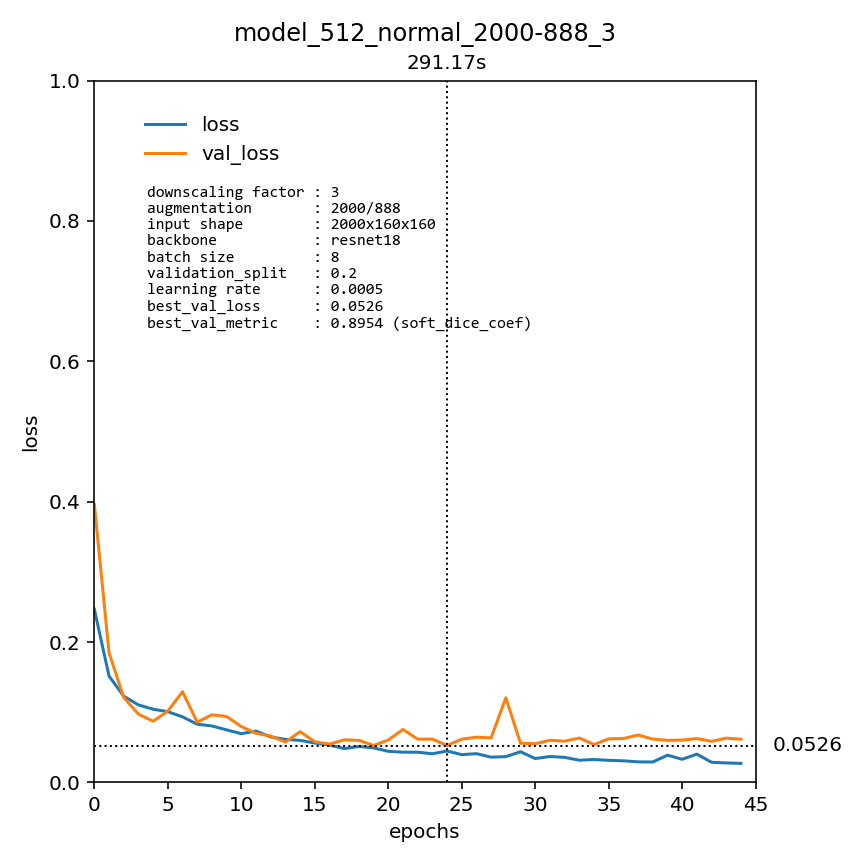 model_512_normal_2000-888_3
291.17s
1.0
loss
val_loss
downscaling factor : 3
augmentation : 2000/888
input shape : 2000x160x160
backbone : resnet18
batch size : 8
validation_split : 0.2
learning rate : 0.0005
best_val_loss : 0.0526
best_val_metric : 0.8954 (soft_dice_coef)
0.8
0.6
loss
0.4
0.2
0.0526
0.0
0 5 10 15 20 25 30 35 40 45
epochs